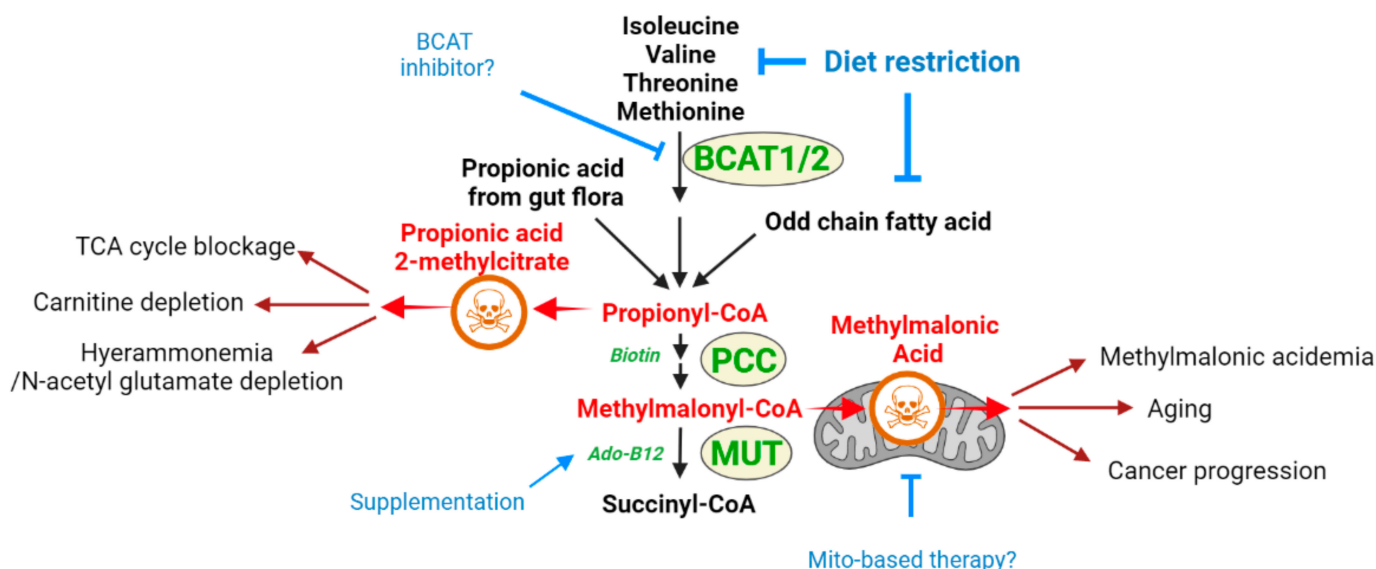 Isoleucine
Valine
Threonine
Methionine
BCAT
inhibitor?
Diet restriction
BCAT1/2
Propionic acid
from gut flora
Odd chain fatty acid
Propionic acid
2-methylcitrate
TCA cycle blockage
Carnitine depletion
Hyerammonemia
/N-acetyl glutamate depletion
Propionyl-CoA
Biotin
PCC
Methylmalonic
Acid
Methylmalonyl-CoA
Methylmalonic acidemia
Aging
Cancer progression
Ado-B12
MUT
Supplementation
Succinyl-CoA
Mito-based therapy?